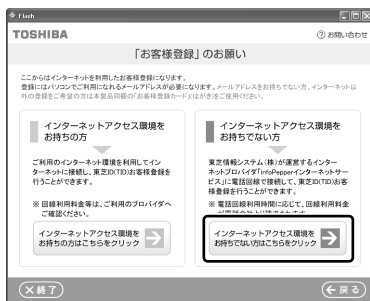 Flash
TOSHIBA
お問い合わせ
「お客様登録」のお願い
ここからはインターネットを利用したお客様登録になります。
登録にはパソコンでご利用になれるメールアドレスが必要になります。メールアドレスをお持ちでない方、インターネット以
外の登録をご希望の方は本製品同梱の「お客様登録カード」(はがき)をご使用ください。
インターネットアクセス環境を
お持ちの方
ご利用のインターネット環境を利用してイン
ターネットに接続し、東芝ID(TID)お客様登録を
行うことができます。
※ 回線利用料金等は、ご利用のプロバイダへ
ご確認ください。
インターネットアクセス環境を
お持ちの方はこちらをクリック
インターネットアクセス環境を
お持ちでない方
東芝情報システム(株)が運営するインター
ネットプロバイダ「infoPepperインターネットサー
ビス」に電話回線で接続して、東芝ID(TID)お客
様登録を行うことができます。
※ 電話回線利用時間に応じて、回線利用料金
が電話会社より請求されます。
インターネットアクセス環境を
お持ちでない方はこちらをクリック
終了
戻る